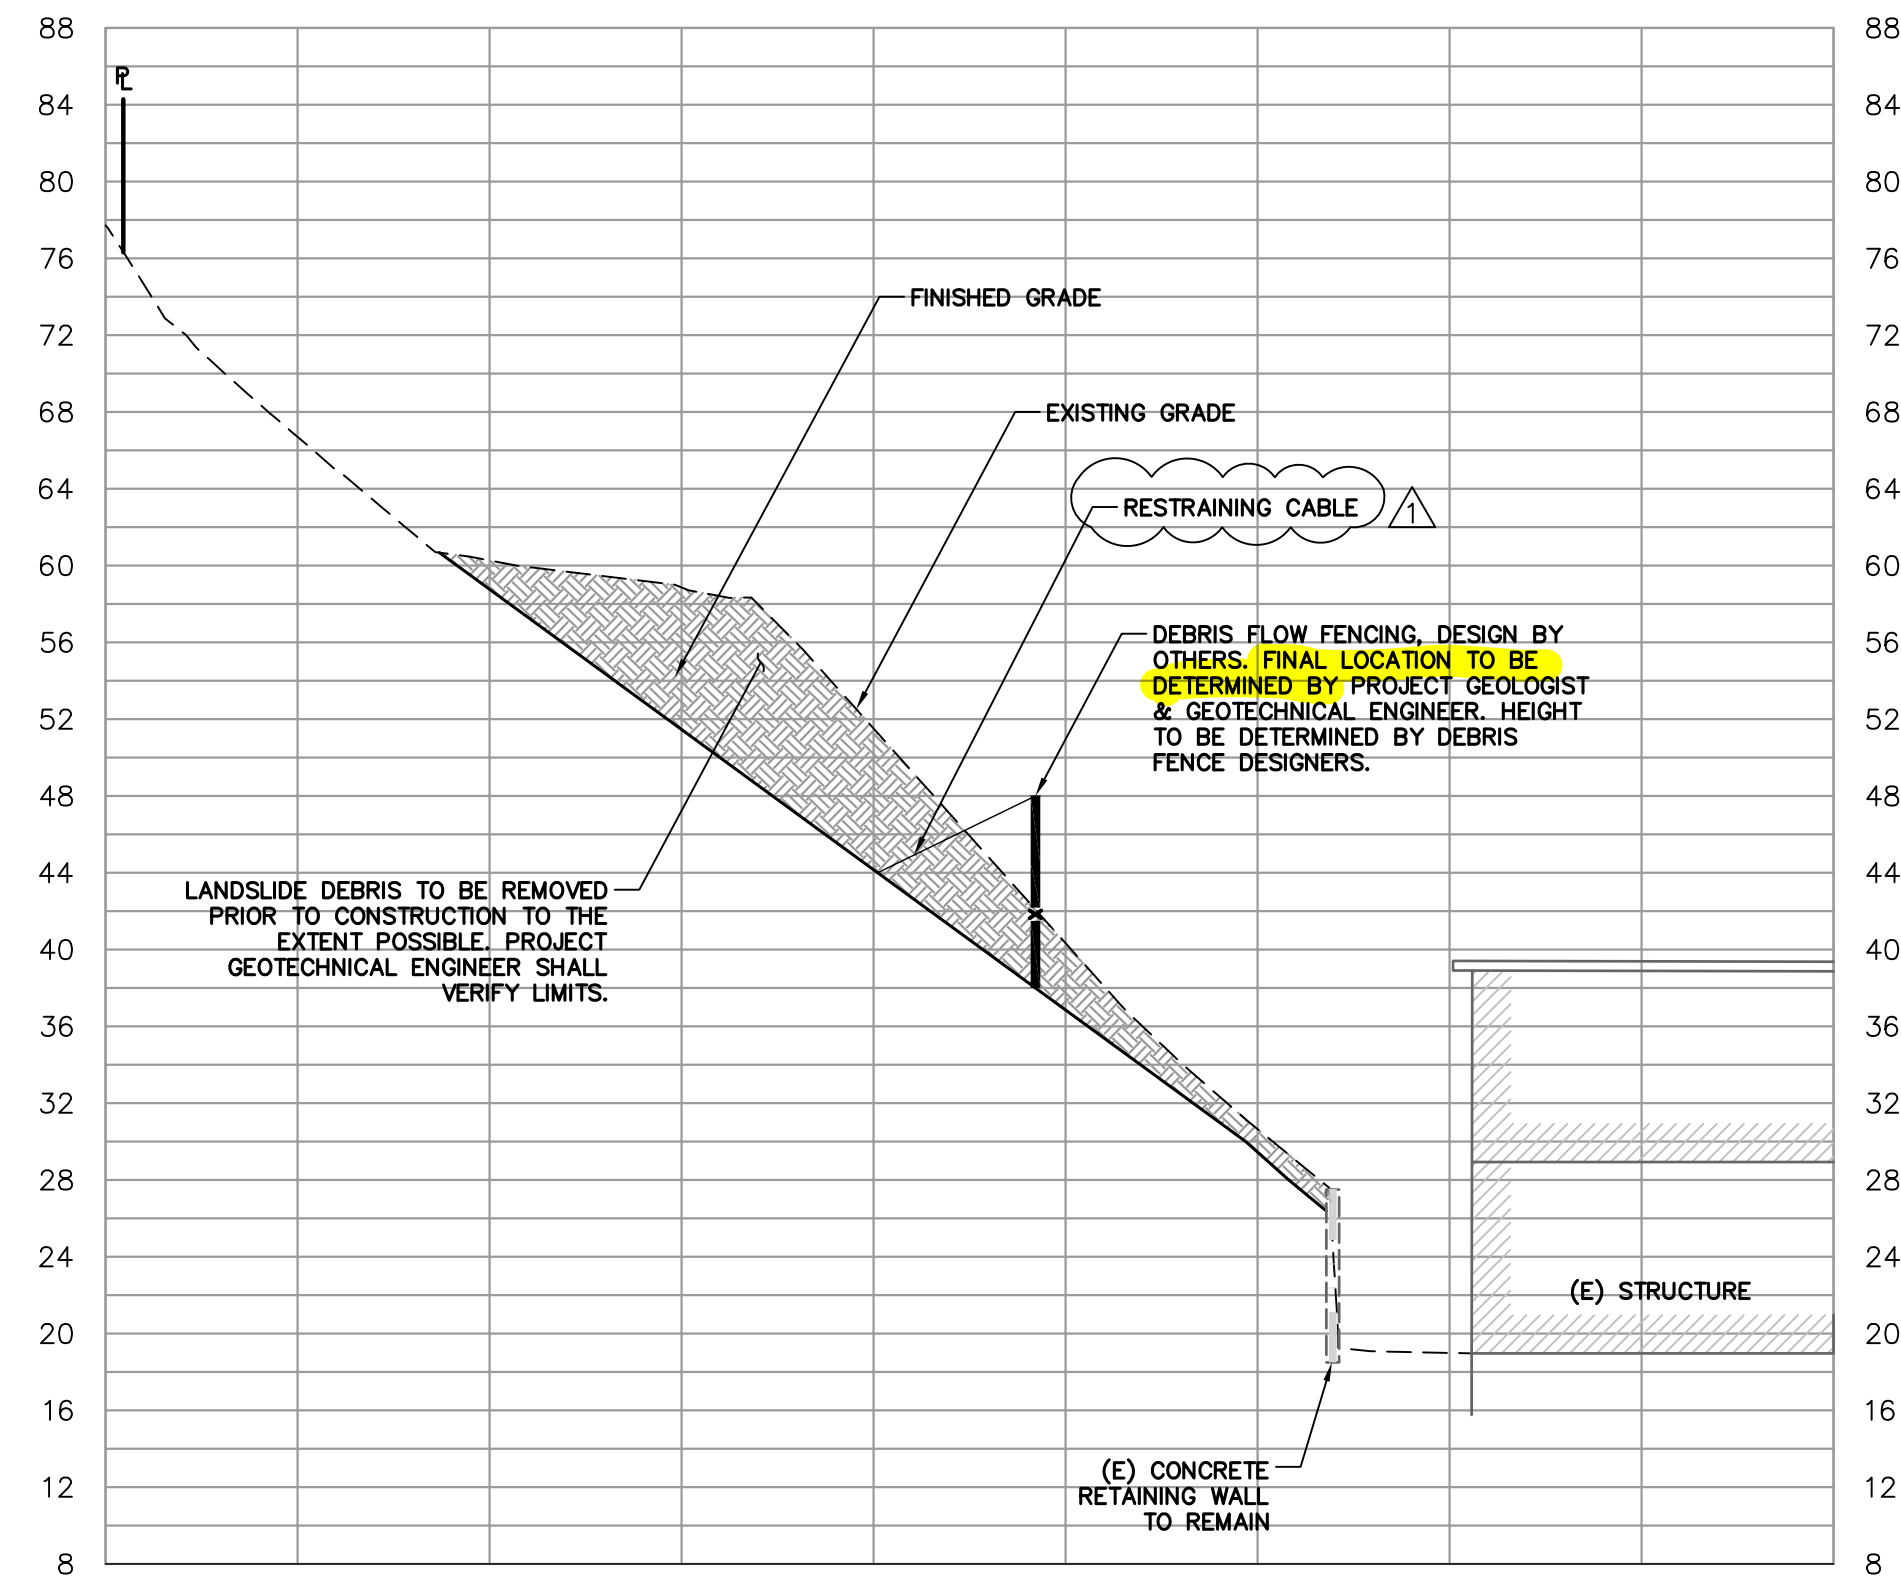 88 88
℄
84 84
80 80
76 76
FINISHED GRADE
72 72
EXISTING GRADE
68 68
64 64
RESTRAINING CABLE 1
60 60
56 56
DEBRIS FLOW FENCING, DESIGN BY
OTHERS. FINAL LOCATION TO BE
DETERMINED BY PROJECT GEOLOGIST
& GEOTECHNICAL ENGINEER. HEIGHT
TO BE DETERMINED BY DEBRIS
FENCE DESIGNERS.
52 52
48 48
44 44
LANDSLIDE DEBRIS TO BE REMOVED
PRIOR TO CONSTRUCTION TO THE
EXTENT POSSIBLE. PROJECT
GEOTECHNICAL ENGINEER SHALL
VERIFY LIMITS.
40 40
36 36
32 32
28 28
24 24
(E) STRUCTURE
20 20
16 16
(E) CONCRETE
RETAINING WALL
TO REMAIN
12 12
8 8